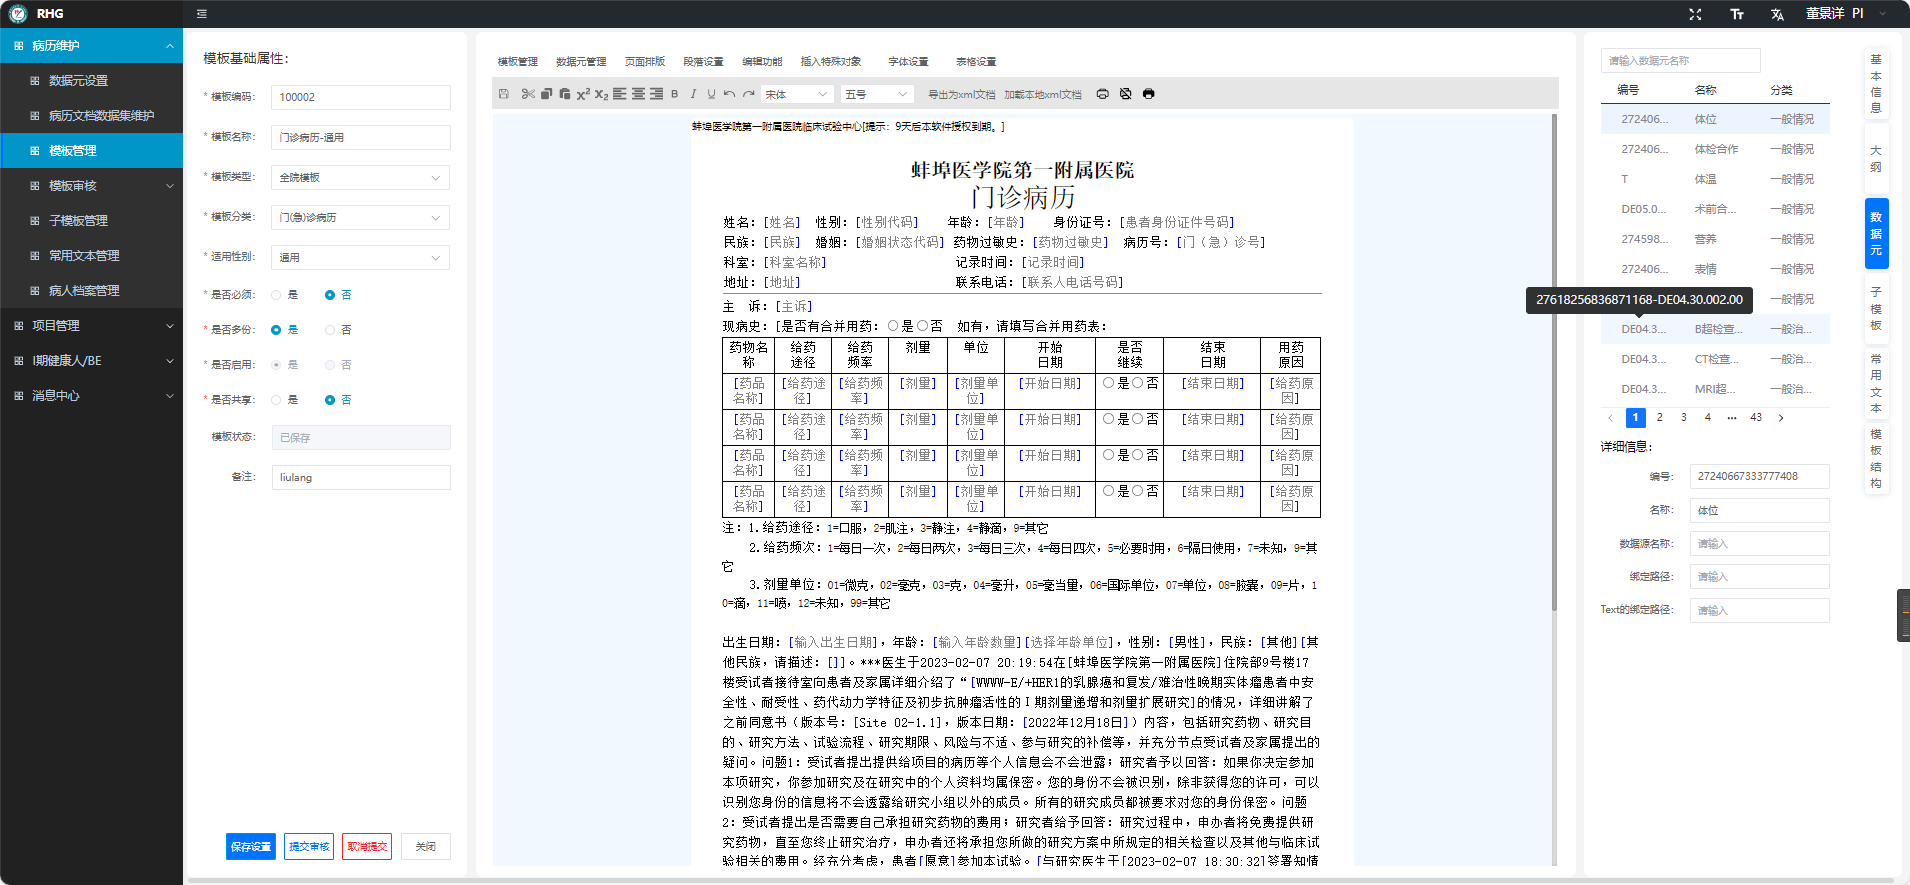 RHG
董景详 PI
病历维护
数据元设置
病历文档数据集维护
模板管理
模板审核
子模板管理
常用文本管理
病人档案管理
项目管理
I期健康人/BE
消息中心
模板基础属性：
* 模板编码： 100002
* 模板名称： 门诊病历-通用
* 模板类型： 全院模板
* 模板分类： 门(急)诊病历
* 适用性别： 通用
* 是否必须： 是 否
* 是否多份： 是 否
* 是否启用： 是 否
* 是否共享： 是 否
模板状态： 已保存
备注： liulang
保存设置 提交审核 取消提交 关闭
模板管理 数据元管理 页面排版 段落设置 编辑功能 插入特殊对象 字体设置 表格设置
宋体 五号 导出为xml文档 加载本地xml文档
蚌埠医学院第一附属医院临床试验中心[提示：9天后本软件授权到期。]
蚌埠医学院第一附属医院
门诊病历
姓名：[姓名] 性别：[性别代码] 年龄：[年龄] 身份证号：[患者身份证件号码]
民族：[民族] 婚姻：[婚姻状态代码] 药物过敏史：[药物过敏史] 病历号：[门（急）诊号]
科室：[科室名称] 记录时间：[记录时间]
地址：[地址] 联系电话：[联系人电话号码]
主 诉：[主诉]
现病史：[是否有合并用药：○是○否 如有，请填写合并用药表：
药物名称 给药途径 给药频率 剂量 单位 开始日期 是否继续 结束日期 用药原因
[药品名称] [给药途径] [给药频率] [剂量] [剂量单位] [开始日期] ○是○否 [结束日期] [给药原因]
[药品名称] [给药途径] [给药频率] [剂量] [剂量单位] [开始日期] ○是○否 [结束日期] [给药原因]
[药品名称] [给药途径] [给药频率] [剂量] [剂量单位] [开始日期] ○是○否 [结束日期] [给药原因]
[药品名称] [给药途径] [给药频率] [剂量] [剂量单位] [开始日期] ○是○否 [结束日期] [给药原因]
注：1.给药途径：1=口服，2=肌注，3=静注，4=静滴，9=其它
2.给药频次：1=每日一次，2=每日两次，3=每日三次，4=每日四次，5=必要时用，6=隔日使用，7=未知，9=其
它
3.剂量单位：01=微克，02=毫克，03=克，04=毫升，05=毫当量，06=国际单位，07=单位，08=胶囊，09=片，1
0=滴，11=喷，12=未知，99=其它
出生日期：[输入出生日期]，年龄：[输入年龄数量][选择年龄单位]，性别：[男性]，民族：[其他][其
他民族，请描述：[]]。***医生于2023-02-07 20:19:54在[蚌埠医学院第一附属医院]住院部9号楼17
楼受试者接待室向患者及家属详细介绍了“[WWWW-E/+HER1的乳腺癌和复发/难治性晚期实体瘤患者中安
全性、耐受性、药代动力学特征及初步抗肿瘤活性的Ⅰ期剂量递增和剂量扩展研究]的情况，详细讲解了
之前同意书（版本号：[Site 02-1.1]，版本日期：[2022年12月18日]）内容，包括研究药物、研究目
的、研究方法、试验流程、研究期限、风险与不适、参与研究的补偿等，并充分节点受试者及家属提出的
疑问。问题1：受试者提出提供给项目的病历等个人信息会不会泄露；研究者予以回答：如果你决定参加
本项研究，你参加研究及在研究中的个人资料均属保密。您的身份不会被识别，除非获得您的许可，可以
识别您身份的信息将不会透露给研究小组以外的成员。所有的研究成员都被要求对您的身份保密。问题
2：受试者提出是否需要自己承担研究药物的费用；研究者给予回答：研究过程中，申办者将免费提供研
究药物，直至您终止研究治疗，申办者还将承担您所做的研究方案中所规定的相关检查以及其他与临床试
验相关的费用。经充分考虑，患者[愿意]参加本试验。[与研究医生于[2023-02-07 18:30:32]签署知情
请输入数据元名称
编号 名称 分类
272406... 体位 一般情况
272406... 体检合作 一般情况
T 体温 一般情况
DE05.0... 术前合... 一般情况
274598... 营养 一般情况
272406... 表情 一般情况
27618256836871168-DE04.30.002.00
一般情况
DE04.3... B超检查... 一般治...
DE04.3... CT检查... 一般治...
DE04.3... MRI超... 一般治...
1 2 3 4 ••• 43
详细信息：
编号： 27240667333777408
名称： 体位
数据源名称： 请输入
绑定路径： 请输入
Text的绑定路径： 请输入
基本信息
大纲
数据元
子模板
常用文本
模板结构